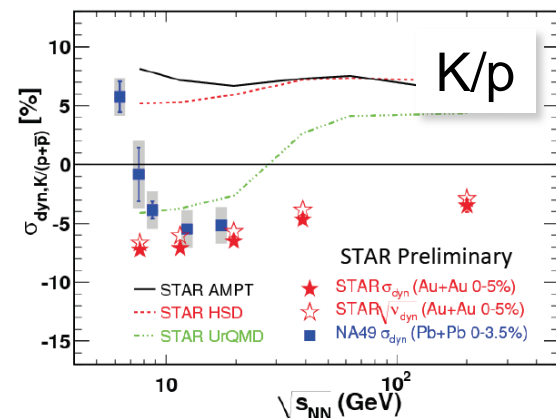 K/p
10
5
0
-5
-10
-15
σdyn,K/(p+p̅) [%]
STAR Preliminary
STAR AMPT
STAR HSD
STAR UrQMD
STAR σdyn (Au+Au 0-5%)
STAR√νdyn (Au+Au 0-5%)
NA49 σdyn (Pb+Pb 0-3.5%)
10
10²
√sNN (GeV)